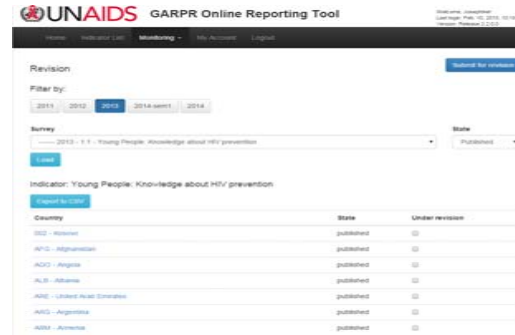 UNAIDS GARPR Online Reporting Tool
Home Indicator List Monitoring My Account Logout
Revision
Submit for revision
Filter by:
2011 2012 2013 2014-sem1 2014
Survey State
------ 2013 - 1.1 - Young People: Knowledge about HIV prevention Published
Load
Indicator: Young People: Knowledge about HIV prevention
Export to CSV
Country State Under revision
published
AFG - Afghanistan published
AGO - Angola published
ALB - Albania published
ARE - United Arab Emirates published
ARG - Argentina published
ARM - Armenia published